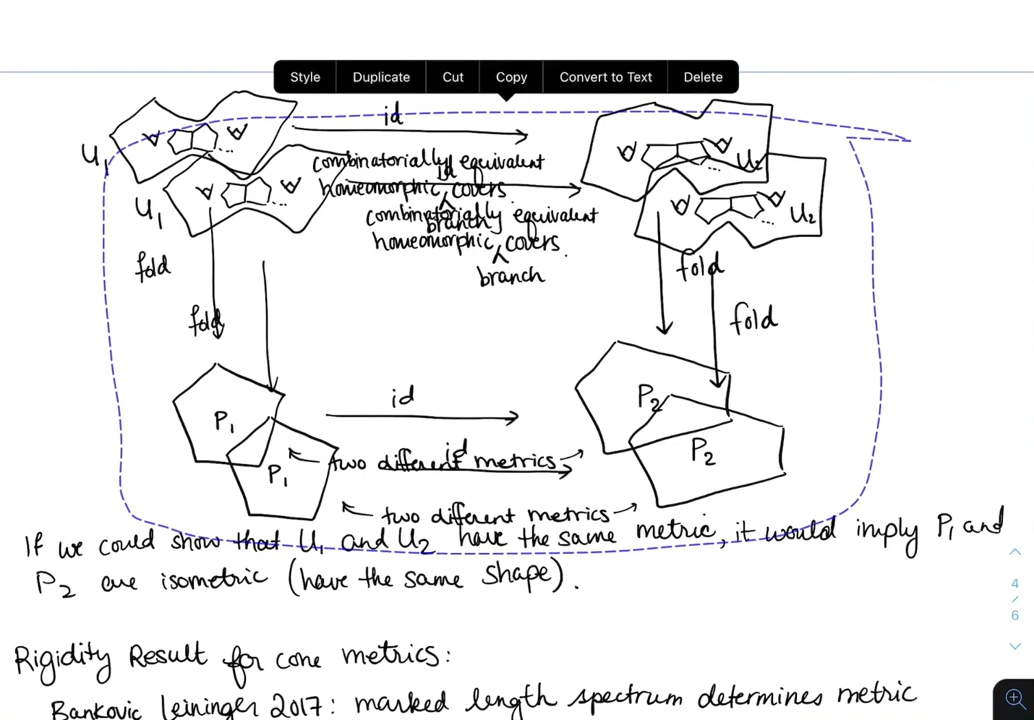 Style Duplicate Cut Copy Convert to Text Delete
id
U1
U2
combinatorially equivalent
id
homeomorphic covers
branch
U1
U2
combinatorially equivalent
homeomorphic ^ covers.
branch
fold
fold
fold
fold
id
P1
P2
two different metrics
id
P1
P2
two different metrics
If we could show that U1 and U2 have the same metric, it would imply P1 and
P2 are isometric (have the same shape).
4
/
6
Rigidity Result for cone metrics:
Bankovic Leininger 2017: marked length spectrum determines metric